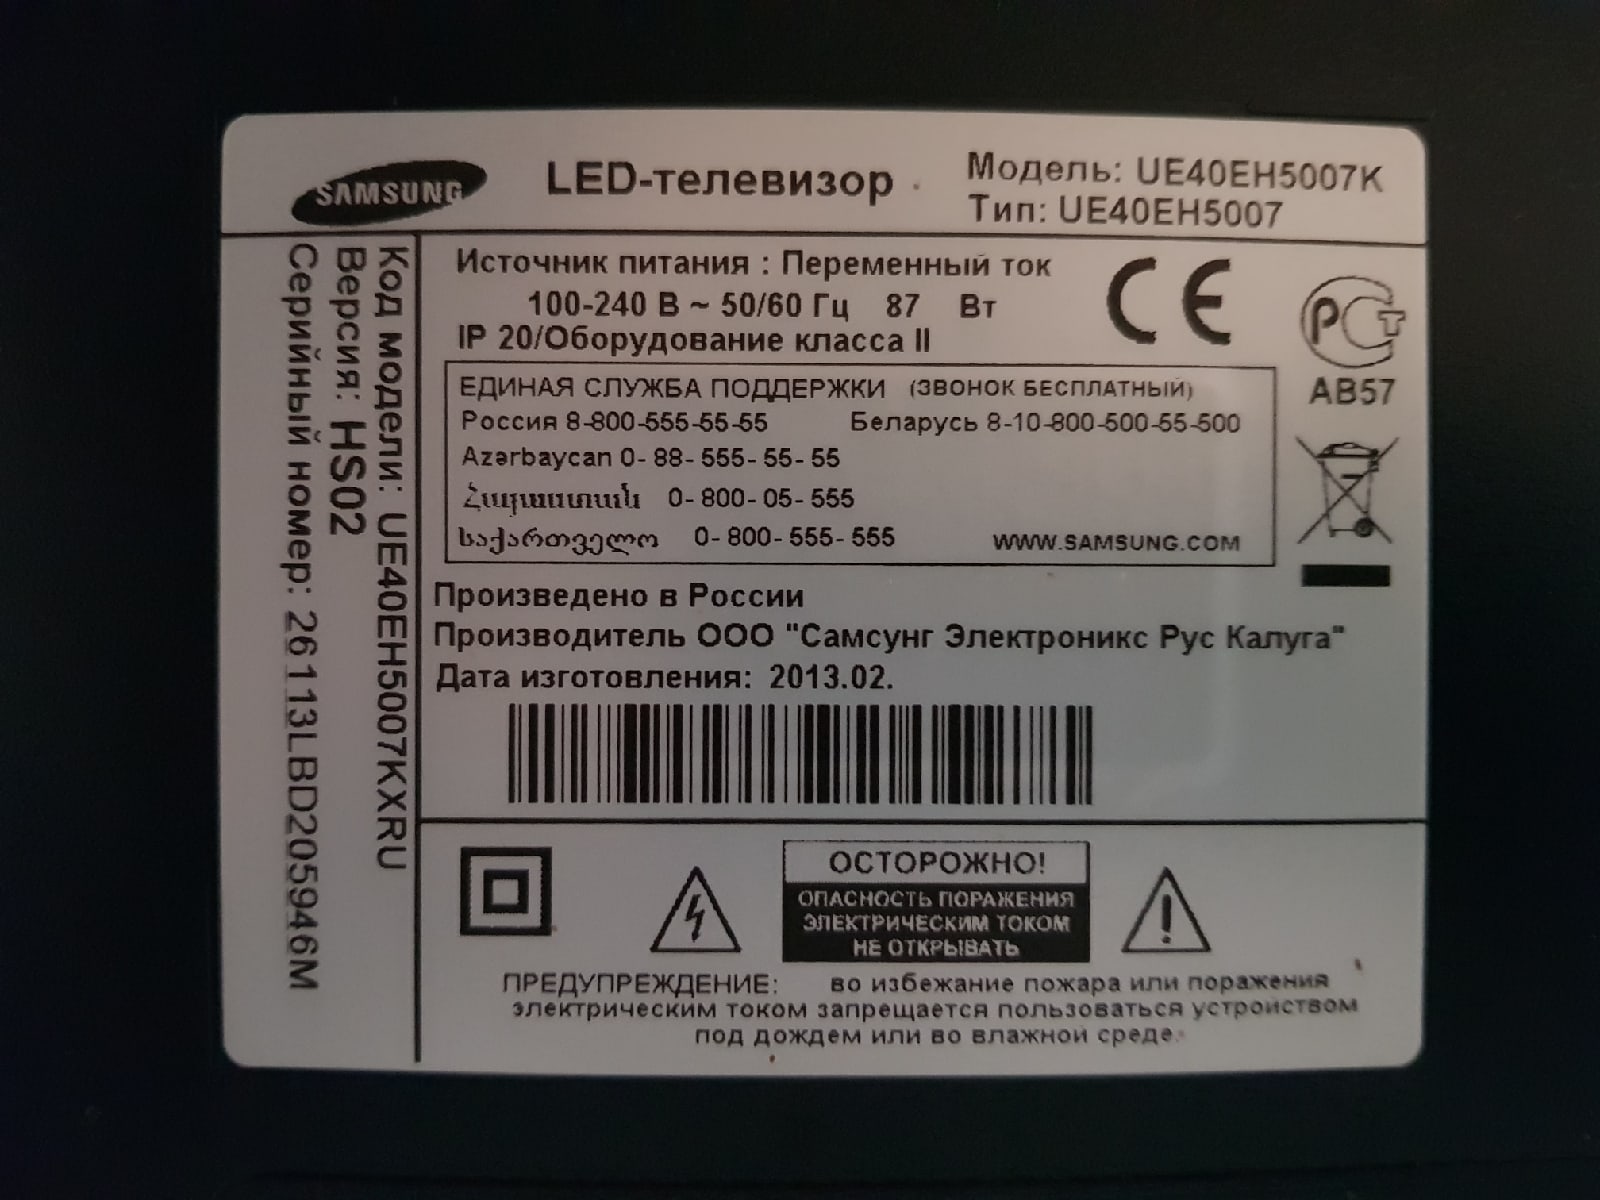 SAMSUNG
LED-телевизор
Модель: UE40EH5007K
Тип: UE40EH5007
Код модели: UE40EH5007KXRU
Версия: HS02
Серийный номер: 26113LBD205946M
Источник питания : Переменный ток
100-240 В ~ 50/60 Гц 87 Вт
IP 20/Оборудование класса II
CE
РСТ
АВ57
ЕДИНАЯ СЛУЖБА ПОДДЕРЖКИ (ЗВОНОК БЕСПЛАТНЫЙ)
Россия 8-800-555-55-55 Беларусь 8-10-800-500-55-500
Azərbaycan 0- 88- 555- 55- 55
Հայաստան 0- 800- 05- 555
საქართველო 0- 800- 555- 555 WWW.SAMSUNG.COM
Произведено в России
Производитель ООО "Самсунг Электроникс Рус Калуга"
Дата изготовления: 2013.02.
ОСТОРОЖНО!
ОПАСНОСТЬ ПОРАЖЕНИЯ
ЭЛЕКТРИЧЕСКИМ ТОКОМ
НЕ ОТКРЫВАТЬ
ПРЕДУПРЕЖДЕНИЕ: во избежание пожара или поражения
электрическим током запрещается пользоваться устройством
под дождем или во влажной среде.